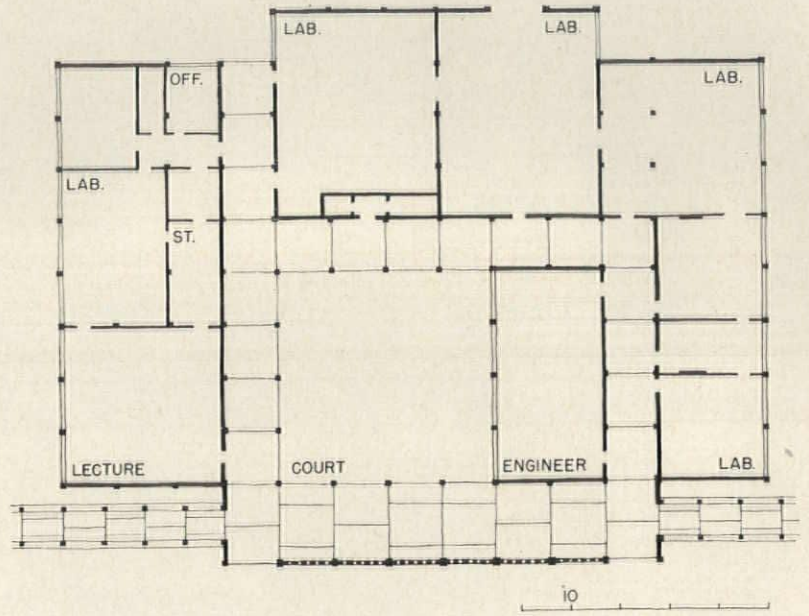 LAB.
LAB.
OFF.
LAB.
LAB.
ST.
LECTURE
COURT
ENGINEER
LAB.
10